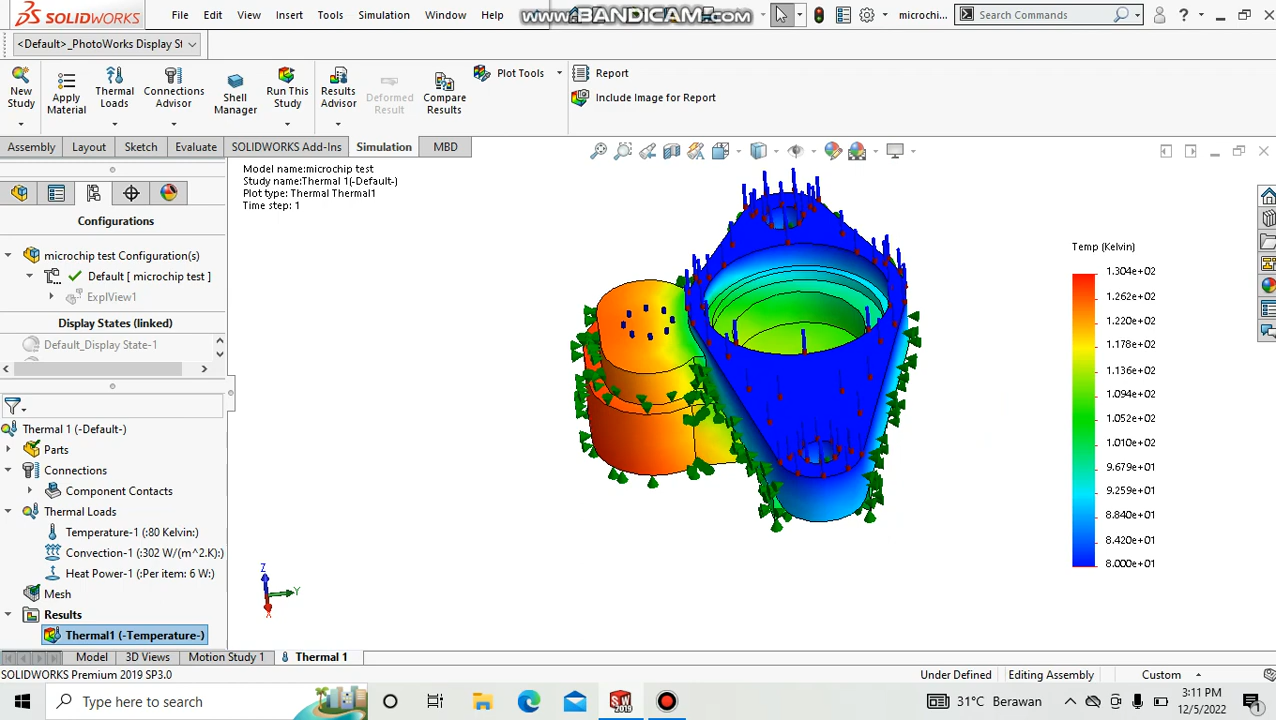 SOLIDWORKS File Edit View Insert Tools Simulation Window Help www.BANDICAM.com microchi... Search Commands ?
<Default>_PhotoWorks Display St
New Study
Apply Material
Thermal Loads
Connections Advisor
Shell Manager
Run This Study
Results Advisor
Deformed Result
Compare Results
Plot Tools
Report
Include Image for Report
Assembly Layout Sketch Evaluate SOLIDWORKS Add-Ins Simulation MBD
Model name:microchip test
Study name:Thermal 1(-Default-)
Plot type: Thermal Thermal1
Time step: 1
Configurations
microchip test Configuration(s)
Default [ microchip test ]
ExplView1
Display States (linked)
Default_Display State-1
Thermal 1 (-Default-)
Parts
Connections
Component Contacts
Thermal Loads
Temperature-1 (:80 Kelvin:)
Convection-1 (:302 W/(m^2.K):)
Heat Power-1 (:Per item: 6 W:)
Mesh
Results
Thermal1 (-Temperature-)
Temp (Kelvin)
1.304e+02
1.262e+02
1.220e+02
1.178e+02
1.136e+02
1.094e+02
1.052e+02
1.010e+02
9.679e+01
9.259e+01
8.840e+01
8.420e+01
8.000e+01
Z
Y
X
Model 3D Views Motion Study 1 Thermal 1
SOLIDWORKS Premium 2019 SP3.0 Under Defined Editing Assembly Custom
Type here to search
SW 2019
31°C Berawan
3:11 PM
12/5/2022
1